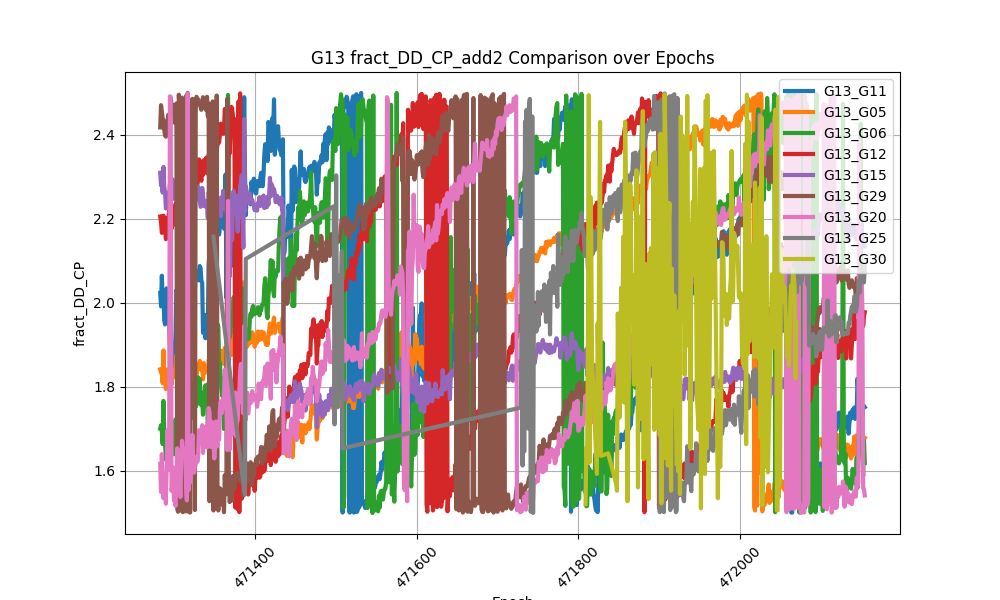 G13 fract_DD_CP_add2 Comparison over Epochs
fract_DD_CP
2.4
2.2
2.0
1.8
1.6
471400
471600
471800
472000
Epoch
G13_G11
G13_G05
G13_G06
G13_G12
G13_G15
G13_G29
G13_G20
G13_G25
G13_G30